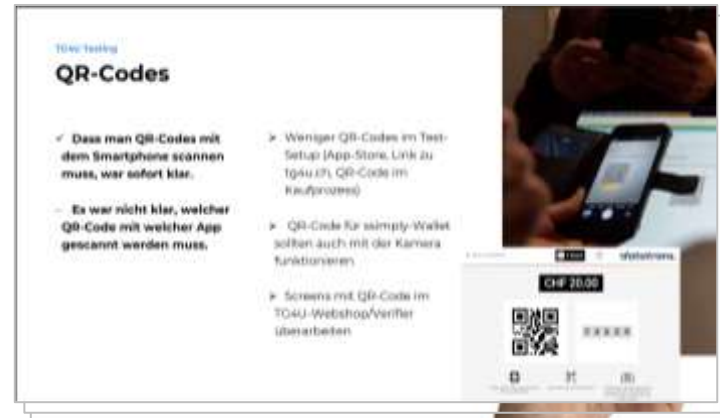 TG4U Testing
QR-Codes
✓ Dass man QR-Codes mit
dem Smartphone scannen
muss, war sofort klar.
– Es war nicht klar, welcher
QR-Code mit welcher App
gescannt werden muss.
➤ Weniger QR-Codes im Test-
Setup (App-Store, Link zu
tg4u.ch, QR-Code im
Kaufprozess)
➤ QR-Code für ssimply-Wallet
sollten auch mit der Kamera
funktionieren
➤ Screens mit QR-Code im
TG4U-Webshop/Verifier
überarbeiten
CHF 20.00